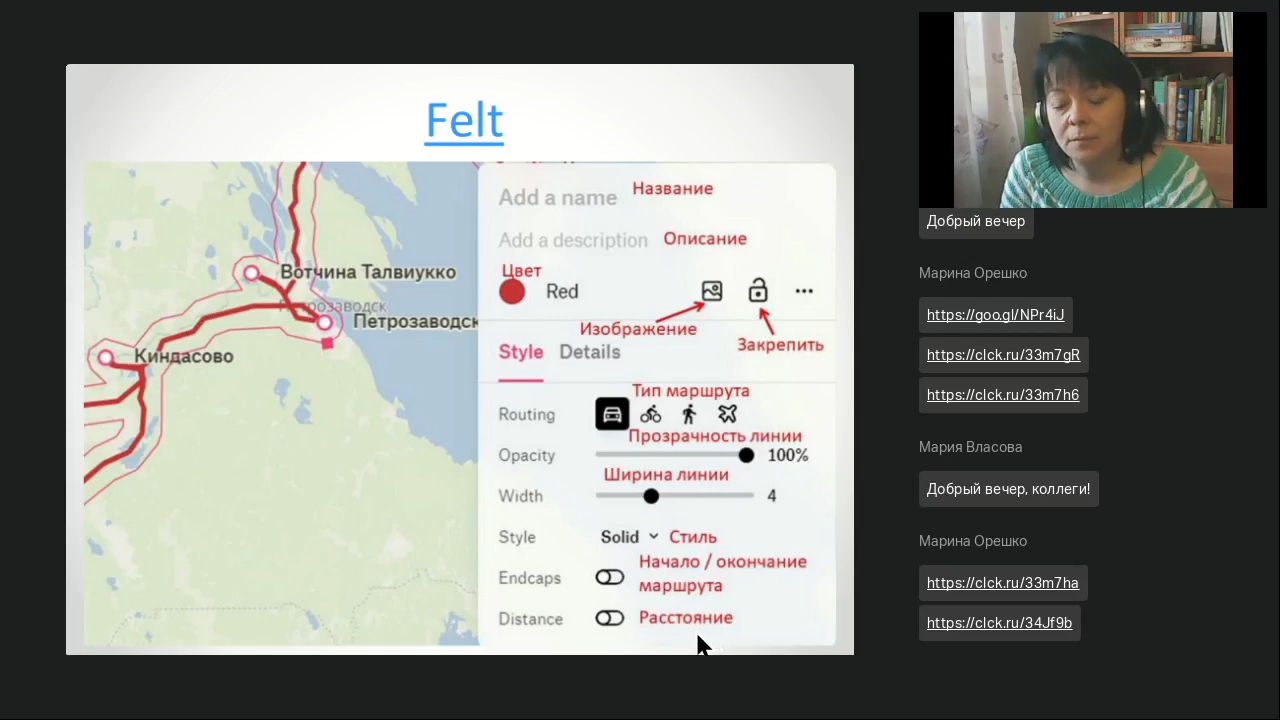 Felt
Add a name
Название
Add a description
Описание
Цвет
Red
Изображение
Закрепить
Style Details
Тип маршрута
Routing
Прозрачность линии
Opacity
100%
Ширина линии
Width
4
Style
Solid
Стиль
Endcaps
Начало / окончание
маршрута
Distance
Расстояние
Вотчина Талвиукко
Петрозаводск
Петрозаводск
Киндасово
Добрый вечер
Марина Орешко
https://goo.gl/NPr4iJ
https://clck.ru/33m7gR
https://clck.ru/33m7h6
Мария Власова
Добрый вечер, коллеги!
Марина Орешко
https://clck.ru/33m7ha
https://clck.ru/34Jf9b